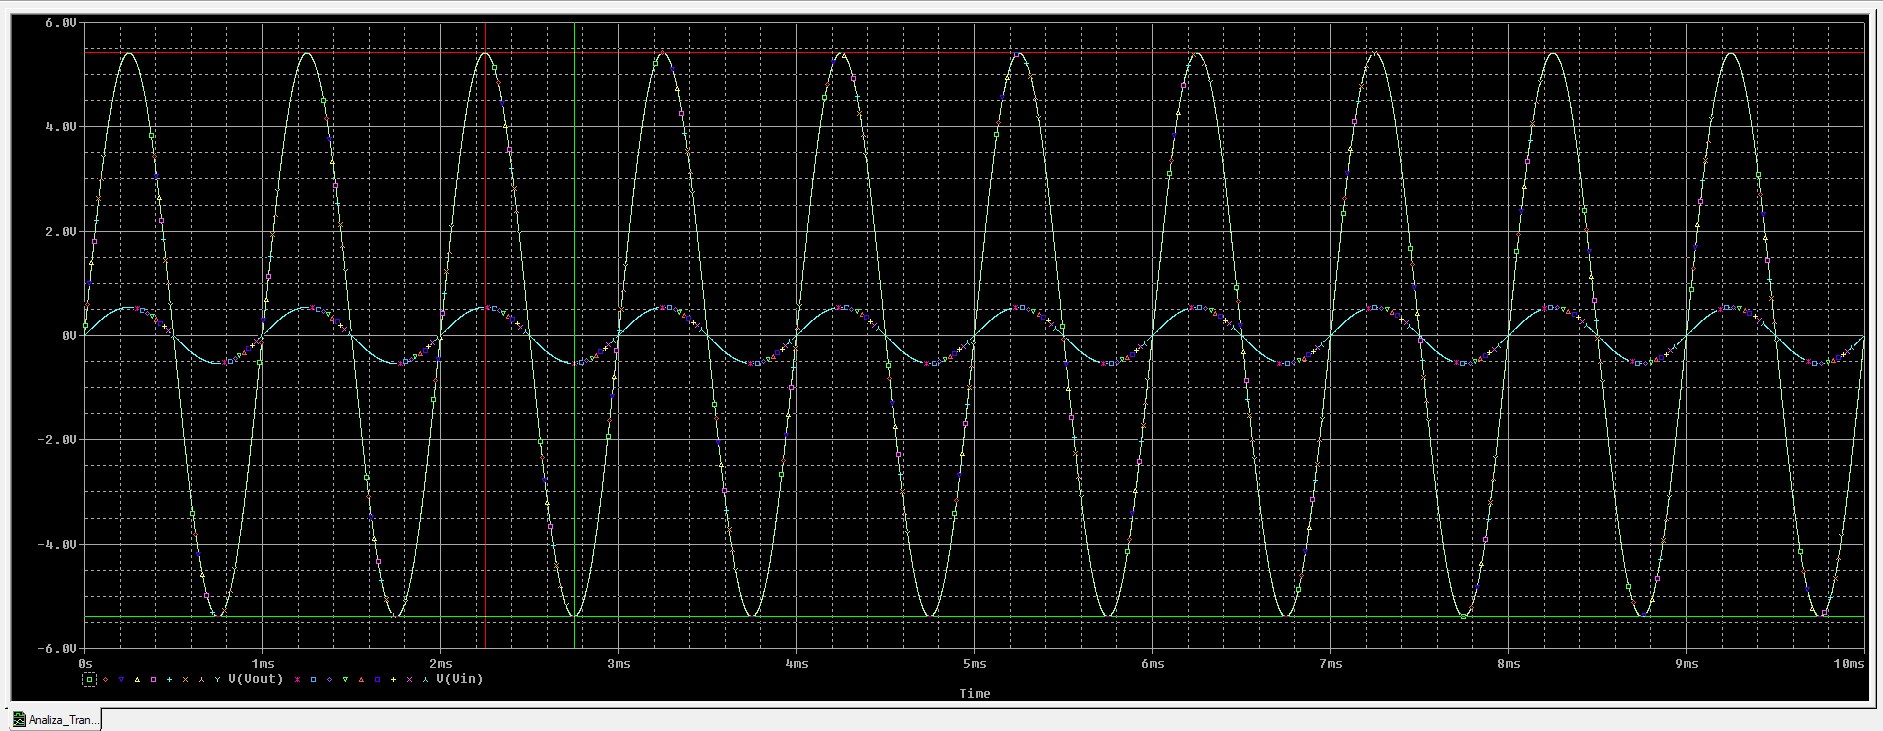 6.0V
4.0V
2.0V
0V
-2.0V
-4.0V
-6.0V
0s 1ms 2ms 3ms 4ms 5ms 6ms 7ms 8ms 9ms 10ms
V(Vout) V(Vin)
Time
Analiza_Tran...